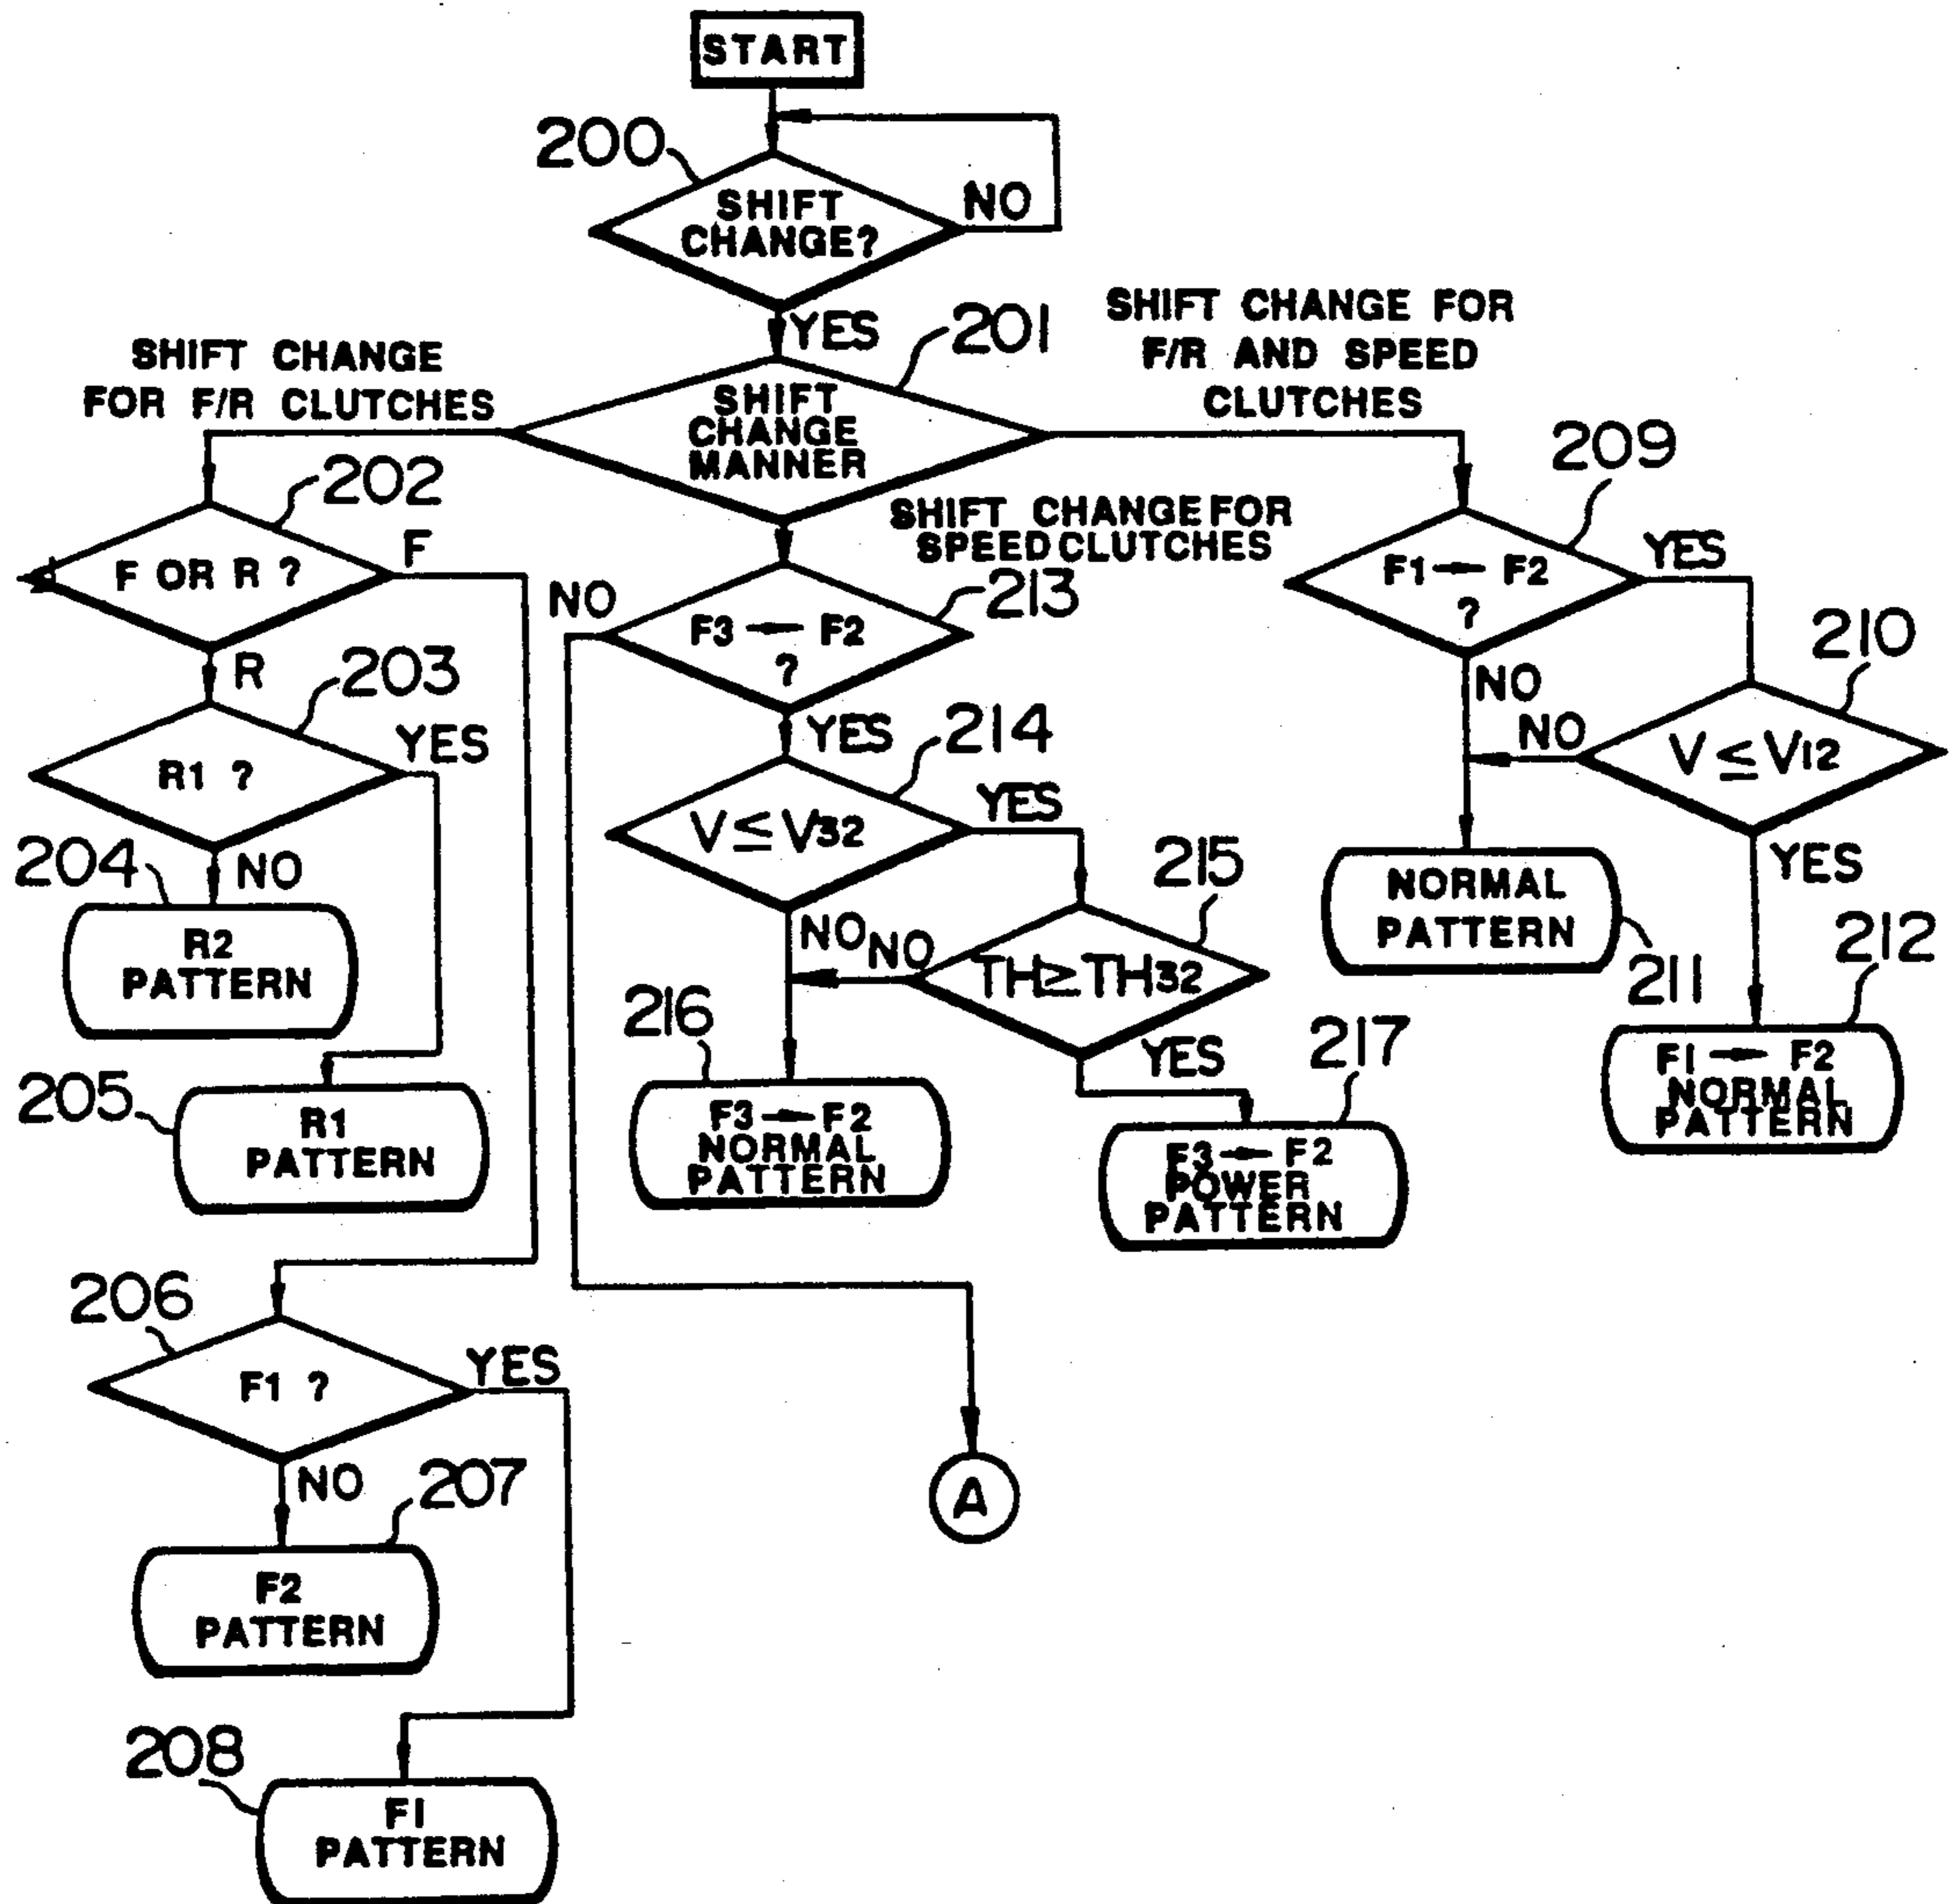 START
200
SHIFT
CHANGE?
NO
YES
201
SHIFT CHANGE
FOR F/R CLUTCHES
SHIFT
CHANGE
MANNER
SHIFT CHANGE FOR
F/R AND SPEED
CLUTCHES
SHIFT CHANGE FOR
SPEED CLUTCHES
202
F OR R ?
F
R
203
R1 ?
YES
NO
204
R2
PATTERN
205
R1
PATTERN
206
F1 ?
YES
NO
207
F2
PATTERN
208
F1
PATTERN
213
F3 — F2
?
NO
YES
214
V ≤ V32
YES
NO
215
TH ≥ TH32
NO
YES
216
F3 — F2
NORMAL
PATTERN
217
F3 — F2
POWER
PATTERN
A
209
F1 — F2
?
YES
NO
210
V ≤ V12
NO
YES
NORMAL
PATTERN
211
212
F1 — F2
NORMAL
PATTERN